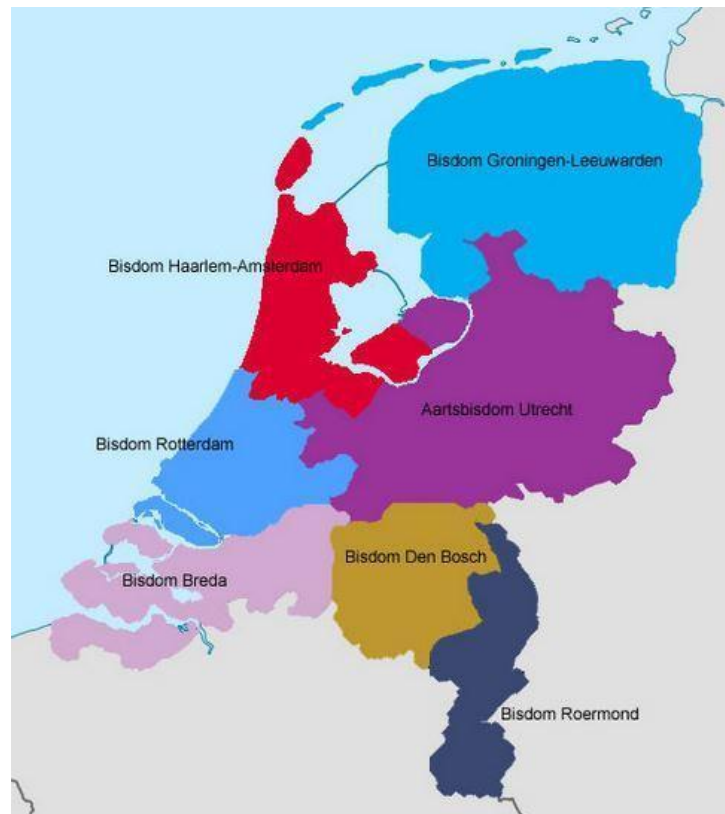 Bisdom Groningen-Leeuwarden
Bisdom Haarlem-Amsterdam
Aartsbisdom Utrecht
Bisdom Rotterdam
Bisdom Den Bosch
Bisdom Breda
Bisdom Roermond